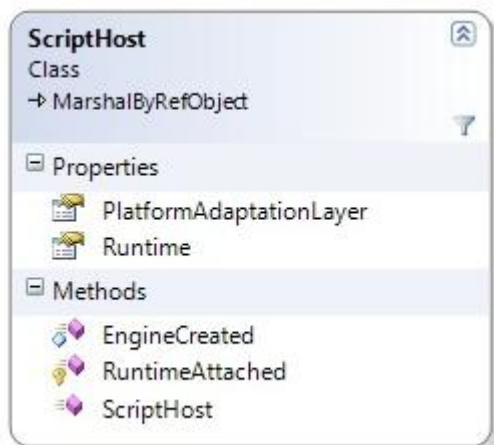 ScriptHost
Class
MarshalByRefObject
Properties
PlatformAdaptationLayer
Runtime
Methods
EngineCreated
RuntimeAttached
ScriptHost